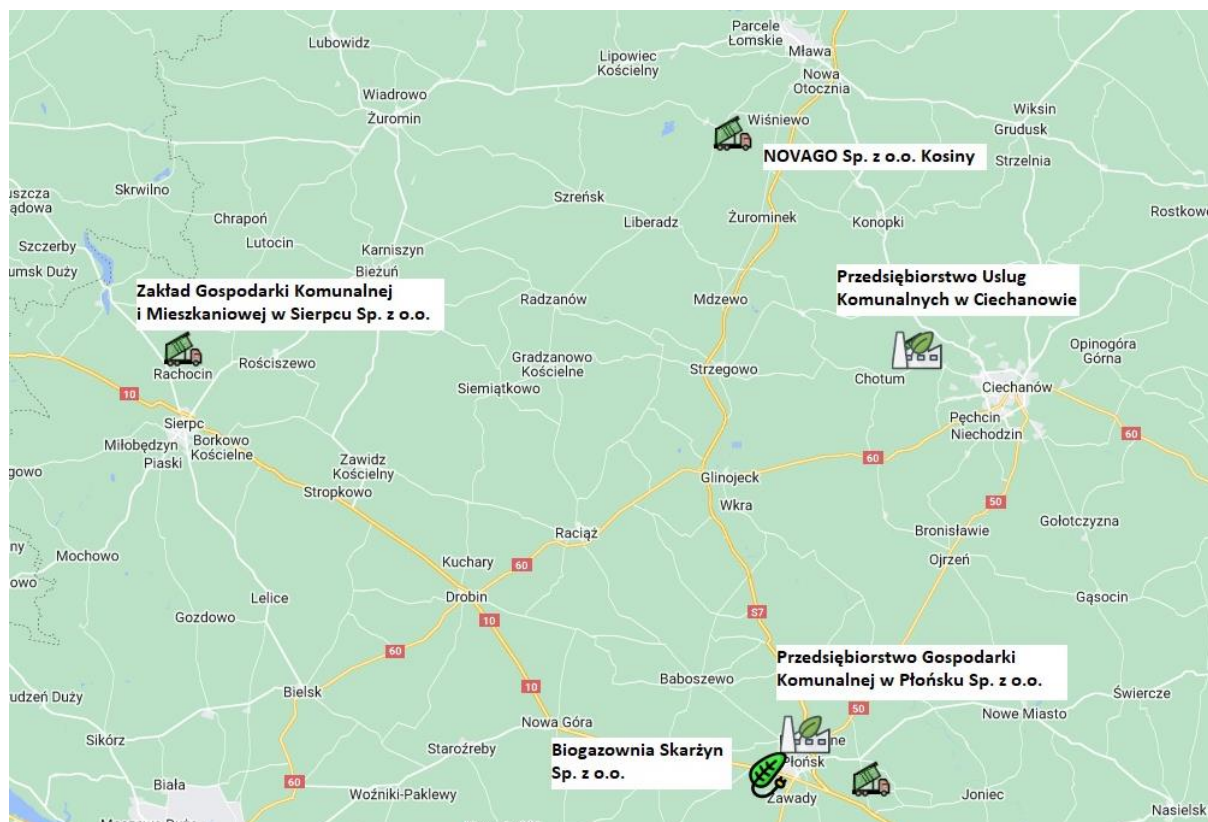 Parcele
Łomskie
Lubowidz
Lipowiec
Kościelny
Mława
Nowa
Otocznia
Wiadrowo
Żuromin
Wiksin
Wiśniewo
Grudusk
NOVAGO Sp. z o.o. Kosiny
Strzelnia
Skrwilno
Szreńsk
uszcza
ądowa
Chrapoń
Liberadz
Żurominek
Konopki
Rostkowo
Szczerby
Lutocin
Karniszyn
Bieżuń
umsk Duży
Przedsiębiorstwo Uslug
Komunalnych w Ciechanowie
Zakład Gospodarki Komunalnej
i Mieszkaniowej w Sierpcu Sp. z o.o.
Radzanów
Mdzewo
Opinogóra
Górna
Rachocin
Rościszewo
Gradzanowo
Kościelne
Strzegowo
Chotum
Siemiątkowo
Ciechanów
10
Sierpc
Pęchcin
Niechodzin
60
Miłobędzyn
Piaski
Borkowo
Kościelne
Zawidz
Kościelny
60
gowo
Stropkowo
Glinojeck
Wkra
50
Raciąż
Bronisławie
Gołotczyzna
ny
Mochowo
Kuchary
60
Ojrzeń
owo
Lelice
Drobin
Gąsocin
Gozdowo
10
S7
60
Przedsiębiorstwo Gospodarki
Komunalnej w Płońsku Sp. z o.o.
Baboszewo
10
udzeń Duży
Bielsk
Świercze
50
Nowe Miasto
Nowa Góra
Sikórz
Staroźreby
Biogazownia Skarżyn
Sp. z o.o.
ne
Płońsk
60
Biała
Woźniki-Paklewy
Zawady
Joniec
Nasielsk